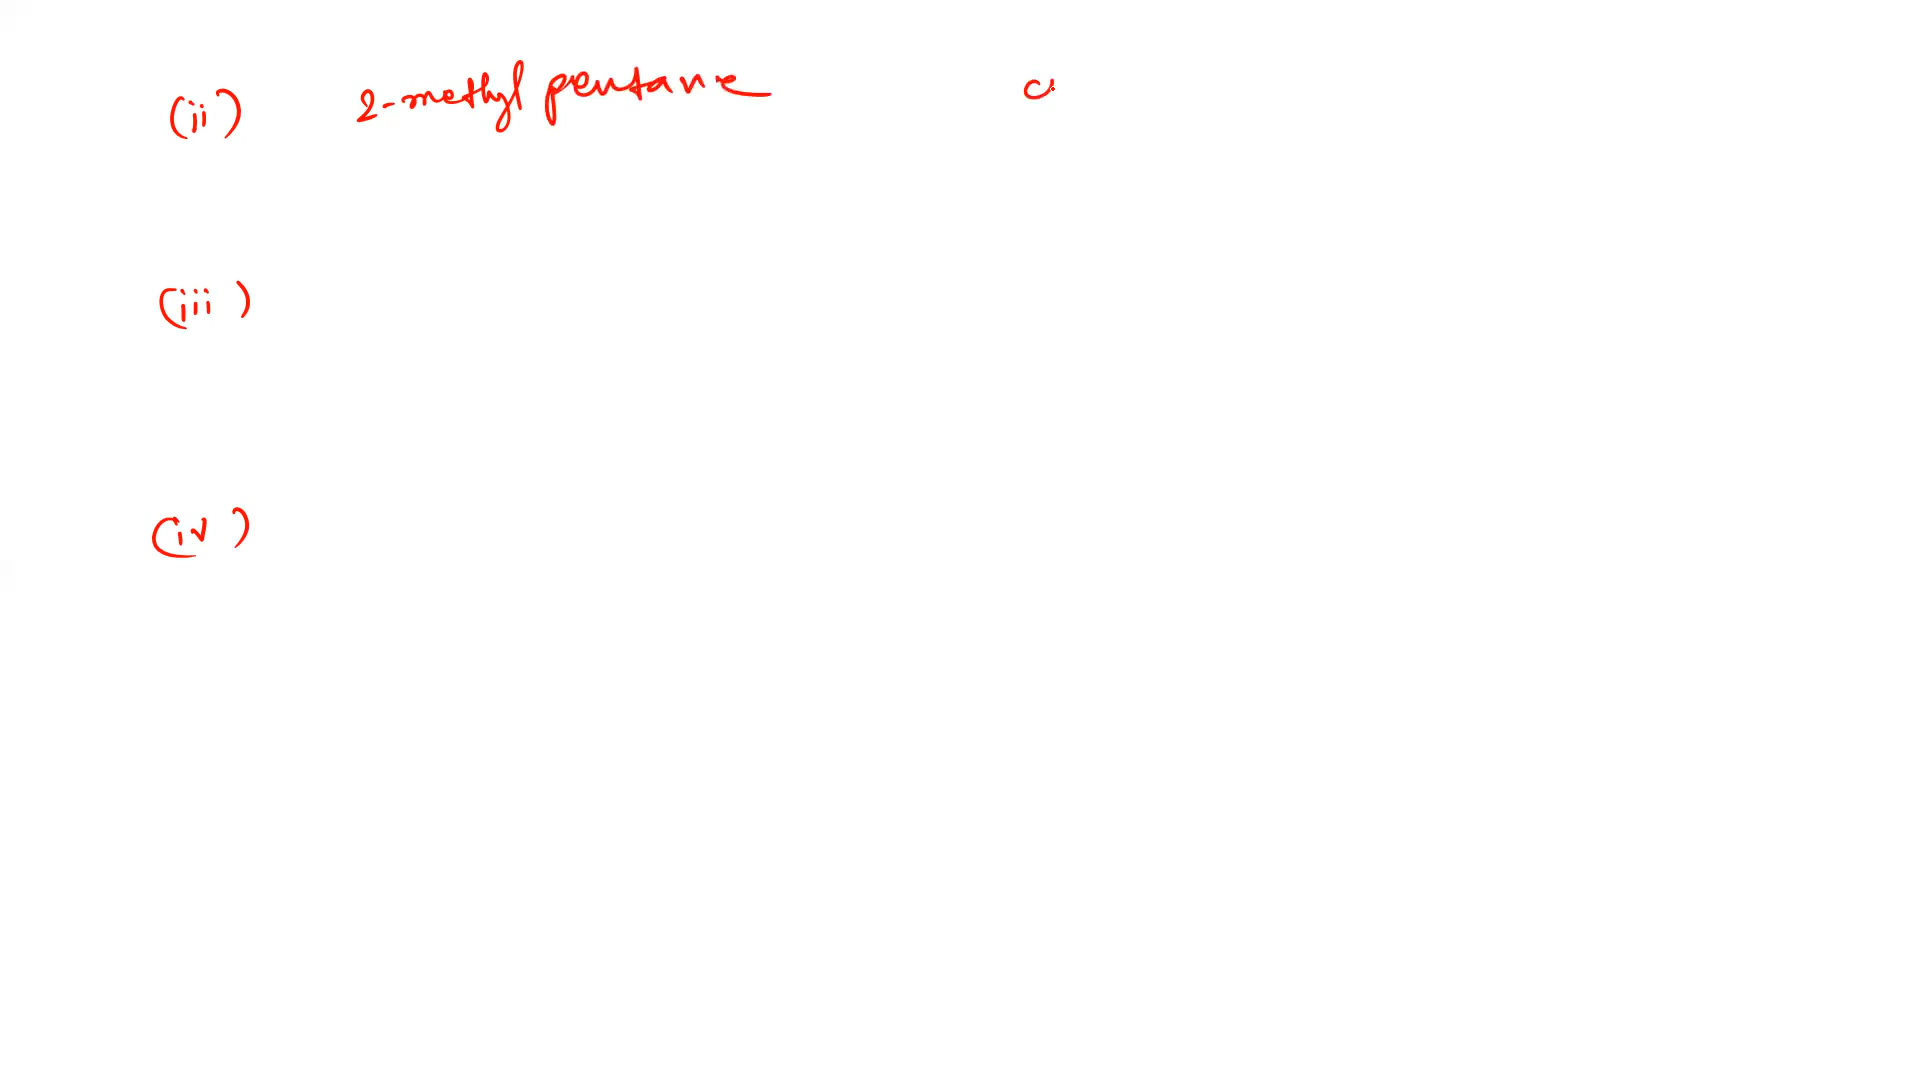 (ii) 2-methyl pentane c
(iii)
(iv)